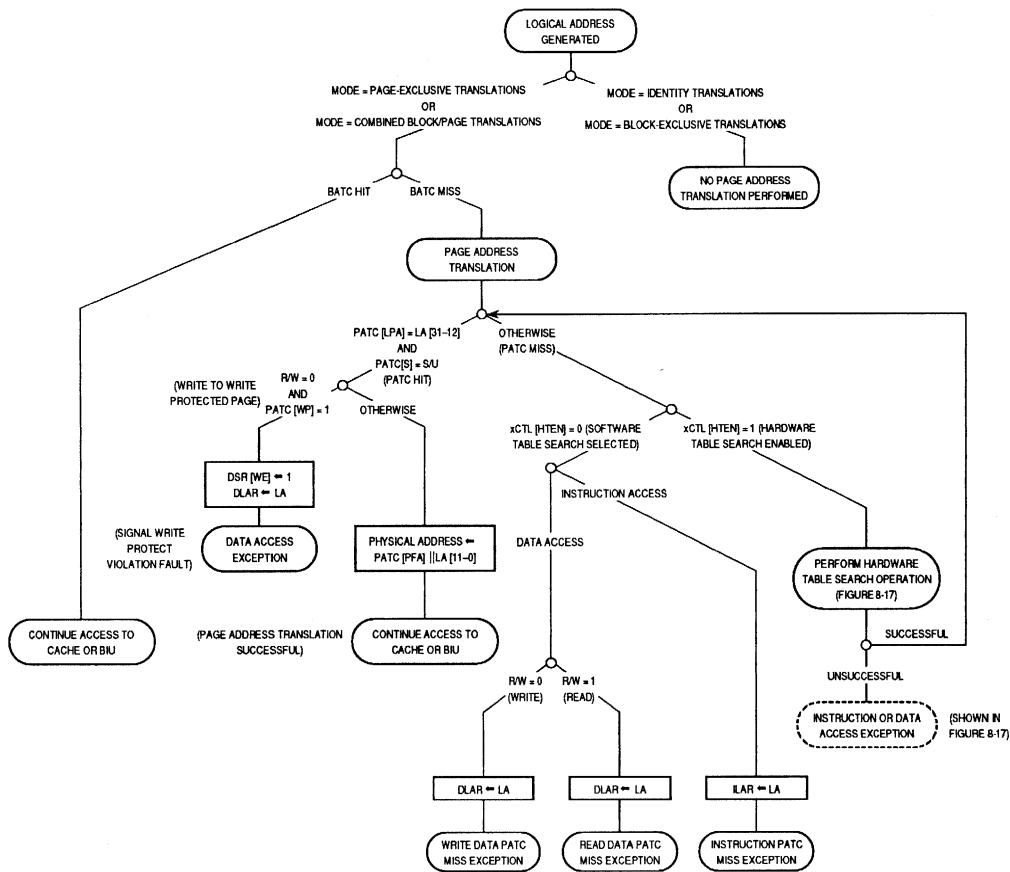 LOGICAL ADDRESS
GENERATED
MODE = PAGE-EXCLUSIVE TRANSLATIONS
OR
MODE = COMBINED BLOCK/PAGE TRANSLATIONS
MODE = IDENTITY TRANSLATIONS
OR
MODE = BLOCK-EXCLUSIVE TRANSLATIONS
NO PAGE ADDRESS
TRANSLATION PERFORMED
BATC HIT
BATC MISS
PAGE ADDRESS
TRANSLATION
PATC [LPA] = LA [31-12]
AND
PATC[S] = S/U
(PATC HIT)
OTHERWISE
(PATC MISS)
(WRITE TO WRITE
PROTECTED PAGE)
R/W = 0
AND
PATC [WP] = 1
OTHERWISE
xCTL [HTEN] = 0 (SOFTWARE
TABLE SEARCH SELECTED)
xCTL [HTEN] = 1 (HARDWARE
TABLE SEARCH ENABLED)
DSR [WE] ← 1
DLAR ← LA
INSTRUCTION ACCESS
(SIGNAL WRITE
PROTECT
VIOLATION FAULT)
DATA ACCESS
EXCEPTION
PHYSICAL ADDRESS ←
PATC [PFA] ||LA [11-0]
DATA ACCESS
PERFORM HARDWARE
TABLE SEARCH OPERATION
(FIGURE 8-17)
CONTINUE ACCESS TO
CACHE OR BIU
(PAGE ADDRESS TRANSLATION
SUCCESSFUL)
CONTINUE ACCESS TO
CACHE OR BIU
SUCCESSFUL
UNSUCCESSFUL
R/W = 0
(WRITE)
R/W = 1
(READ)
INSTRUCTION OR DATA
ACCESS EXCEPTION
(SHOWN IN
FIGURE 8-17)
DLAR ← LA
DLAR ← LA
ILAR ← LA
WRITE DATA PATC
MISS EXCEPTION
READ DATA PATC
MISS EXCEPTION
INSTRUCTION PATC
MISS EXCEPTION